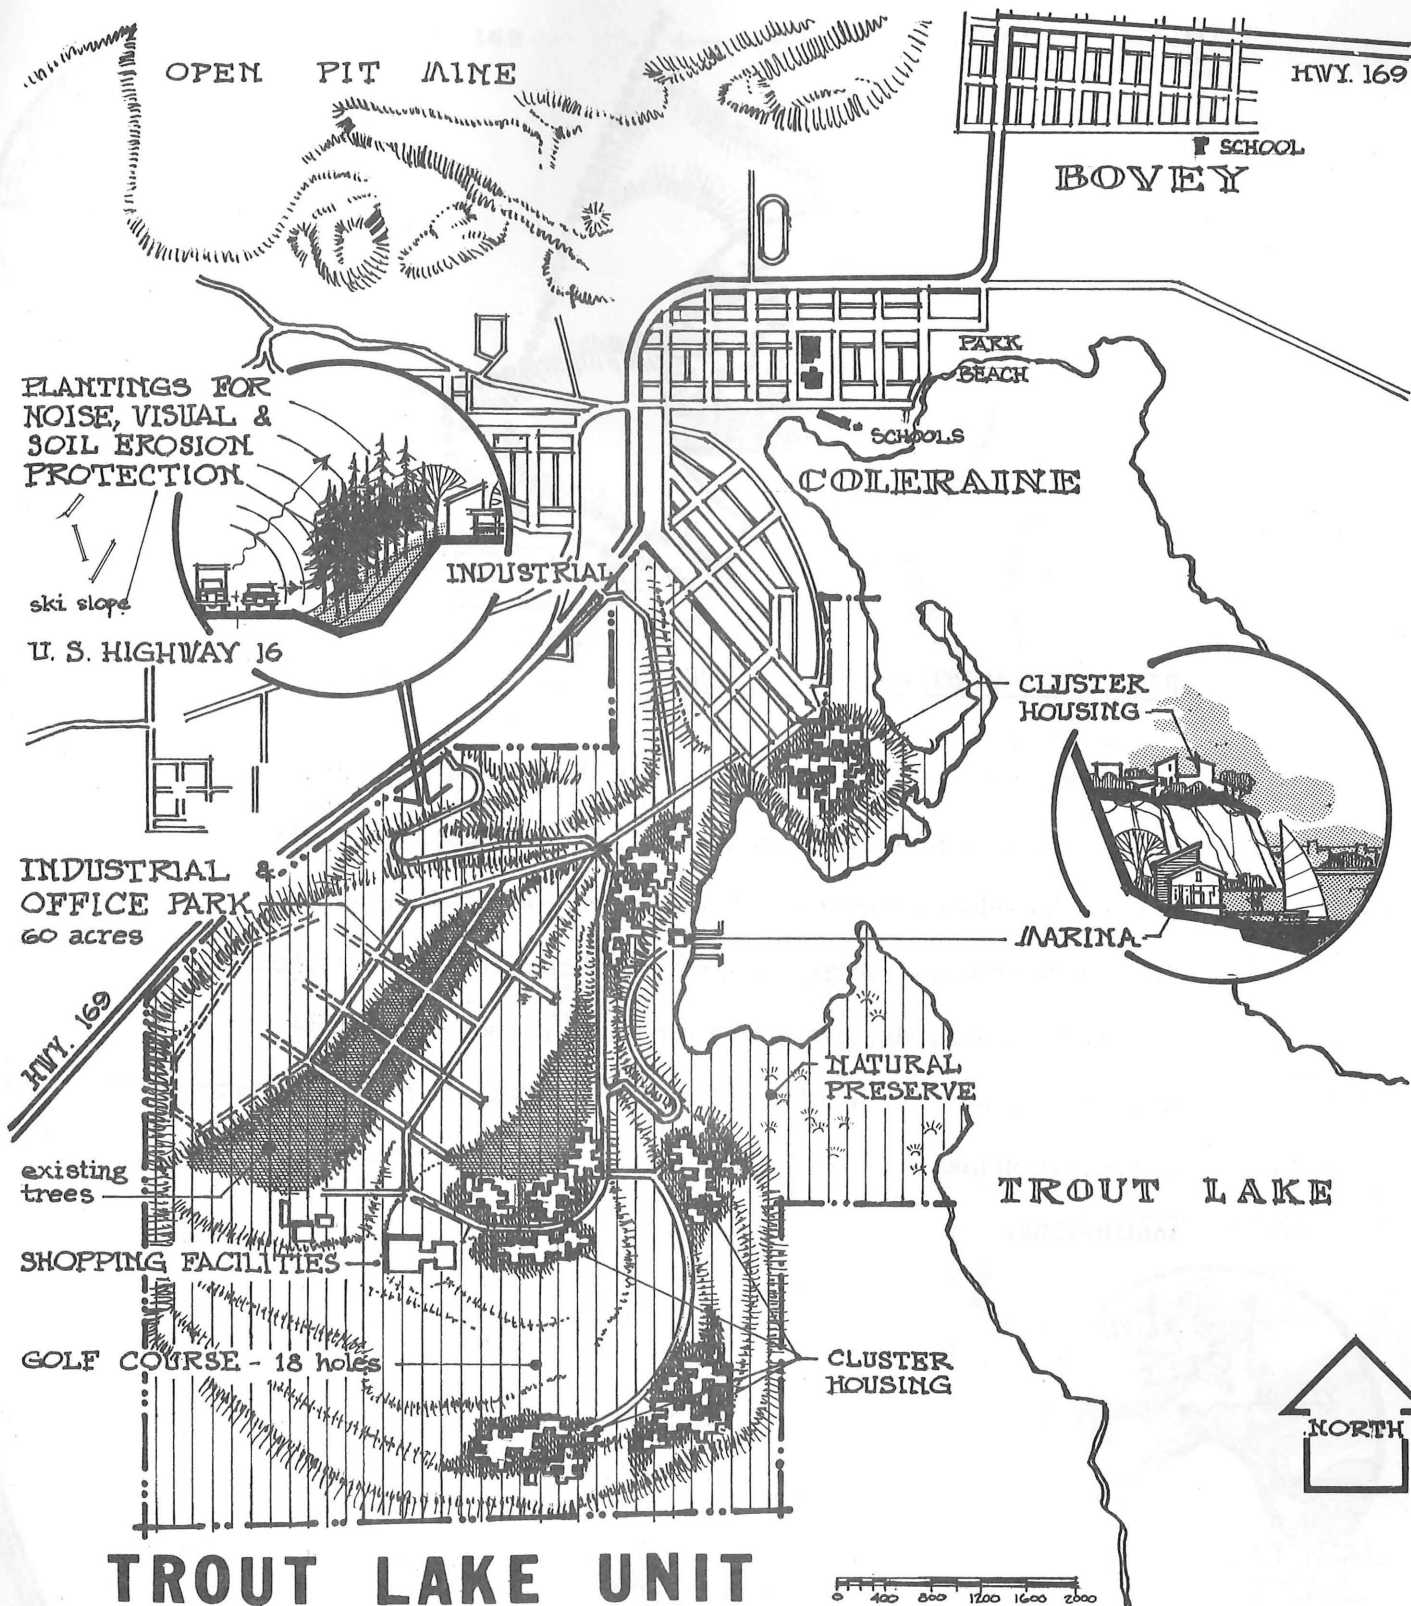 OPEN PIT MINE
HWY. 169
SCHOOL
BOVEY
PARK
BEACH
SCHOOLS
COLERAINE
PLANTINGS FOR
NOISE, VISUAL &
SOIL EROSION
PROTECTION
ski slope
INDUSTRIAL
U. S. HIGHWAY 16
CLUSTER
HOUSING
MARINA
INDUSTRIAL &
OFFICE PARK
60 acres
HWY. 169
NATURAL
PRESERVE
existing
trees
TROUT LAKE
SHOPPING FACILITIES
GOLF COURSE - 18 holes
CLUSTER
HOUSING
NORTH
TROUT LAKE UNIT
0 400 800 1200 1600 2000